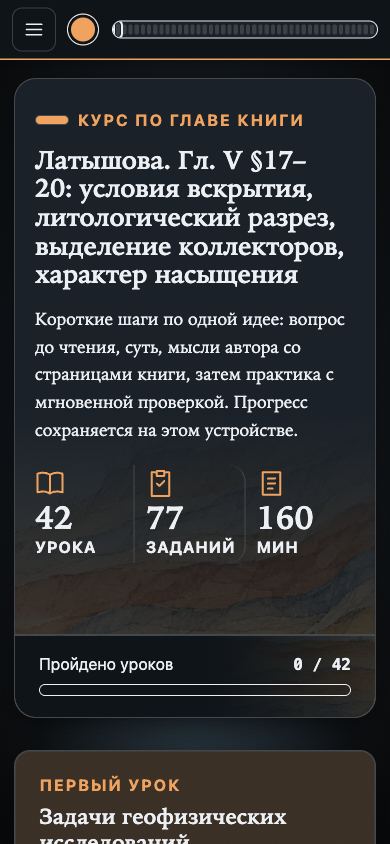 КУРС ПО ГЛАВЕ КНИГИ
Латышова. Гл. V §17–
20: условия вскрытия,
литологический разрез,
выделение коллекторов,
характер насыщения
Короткие шаги по одной идее: вопрос
до чтения, суть, мысли автора со
страницами книги, затем практика с
мгновенной проверкой. Прогресс
сохраняется на этом устройстве.
42
УРОКА
77
ЗАДАНИЙ
160
МИН
Пройдено уроков 0 / 42
ПЕРВЫЙ УРОК
Задачи геофизических
исследований